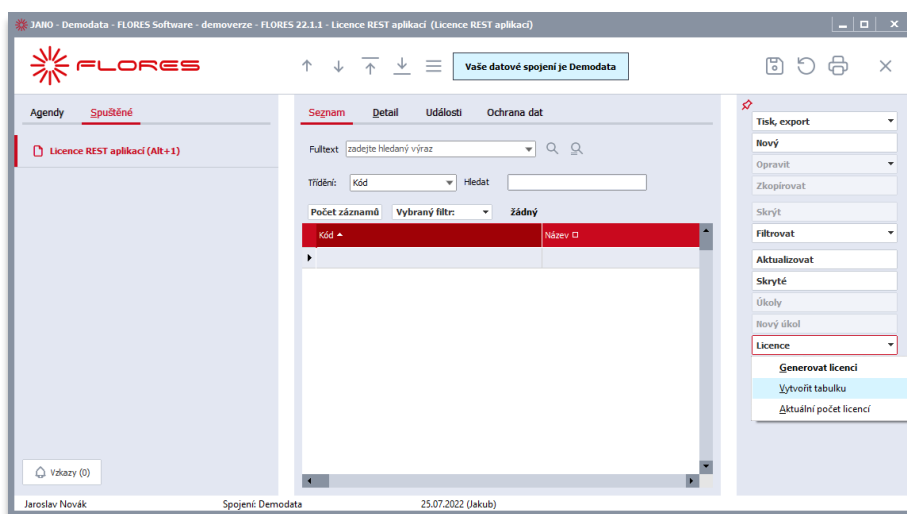 JANO - Demodata - FLORES Software - demoverze - FLORES 22.1.1 - Licence REST aplikací (Licence REST aplikací)
FLORES
Vaše datové spojení je Demodata
Agendy Spuštěné
Licence REST aplikací (Alt+1)
Seznam Detail Události Ochrana dat
Fulltext zadejte hledaný výraz
Třídění: Kód Hledat
Počet záznamů Vybraný filtr: žádný
Kód Název
Tisk, export
Nový
Opravit
Zkopírovat
Skrýt
Filtrovat
Aktualizovat
Skryté
Úkoly
Nový úkol
Licence
Generovat licenci
Vytvořit tabulku
Aktuální počet licencí
Vzkazy (0)
Jaroslav Novák Spojení: Demodata 25.07.2022 (Jakub)